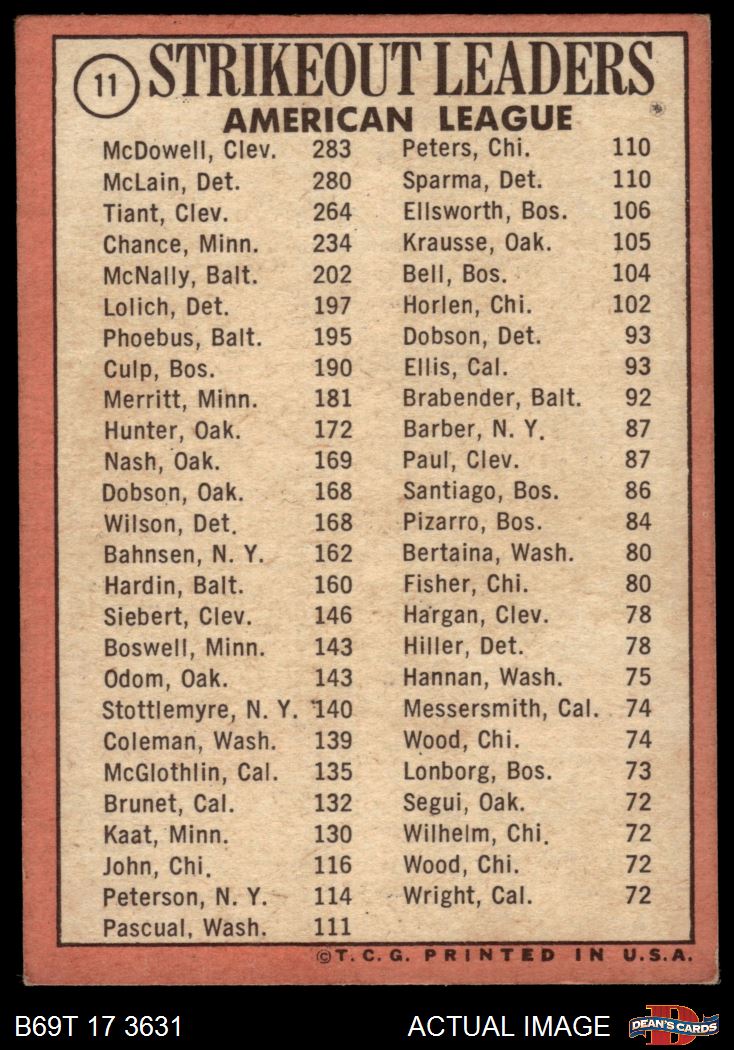 11 STRIKEOUT LEADERS
AMERICAN LEAGUE
McDowell, Clev. 283
McLain, Det. 280
Tiant, Clev. 264
Chance, Minn. 234
McNally, Balt. 202
Lolich, Det. 197
Phoebus, Balt. 195
Culp, Bos. 190
Merritt, Minn. 181
Hunter, Oak. 172
Nash, Oak. 169
Dobson, Oak. 168
Wilson, Det. 168
Bahnsen, N. Y. 162
Hardin, Balt. 160
Siebert, Clev. 146
Boswell, Minn. 143
Odom, Oak. 143
Stottlemyre, N. Y. 140
Coleman, Wash. 139
McGlothlin, Cal. 135
Brunet, Cal. 132
Kaat, Minn. 130
John, Chi. 116
Peterson, N. Y. 114
Pascual, Wash. 111
Peters, Chi. 110
Sparma, Det. 110
Ellsworth, Bos. 106
Krausse, Oak. 105
Bell, Bos. 104
Horlen, Chi. 102
Dobson, Det. 93
Ellis, Cal. 93
Brabender, Balt. 92
Barber, N. Y. 87
Paul, Clev. 87
Santiago, Bos. 86
Pizarro, Bos. 84
Bertaina, Wash. 80
Fisher, Chi. 80
Hargan, Clev. 78
Hiller, Det. 78
Hannan, Wash. 75
Messersmith, Cal. 74
Wood, Chi. 74
Lonborg, Bos. 73
Segui, Oak. 72
Wilhelm, Chi. 72
Wood, Chi. 72
Wright, Cal. 72
©T. C. G. PRINTED IN U.S.A.
B69T 17 3631 ACTUAL IMAGE DEAN'S CARDS